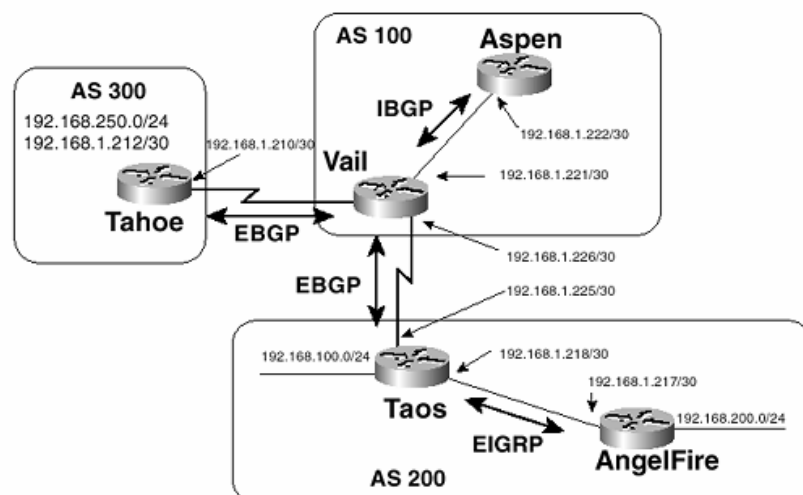 AS 100
Aspen
AS 300
192.168.250.0/24
192.168.1.212/30
192.168.1.210/30
IBGP
192.168.1.222/30
Vail
192.168.1.221/30
Tahoe
EBGP
192.168.1.226/30
EBGP
192.168.1.225/30
192.168.100.0/24
192.168.1.218/30
192.168.1.217/30
Taos
192.168.200.0/24
EIGRP
AngelFire
AS 200